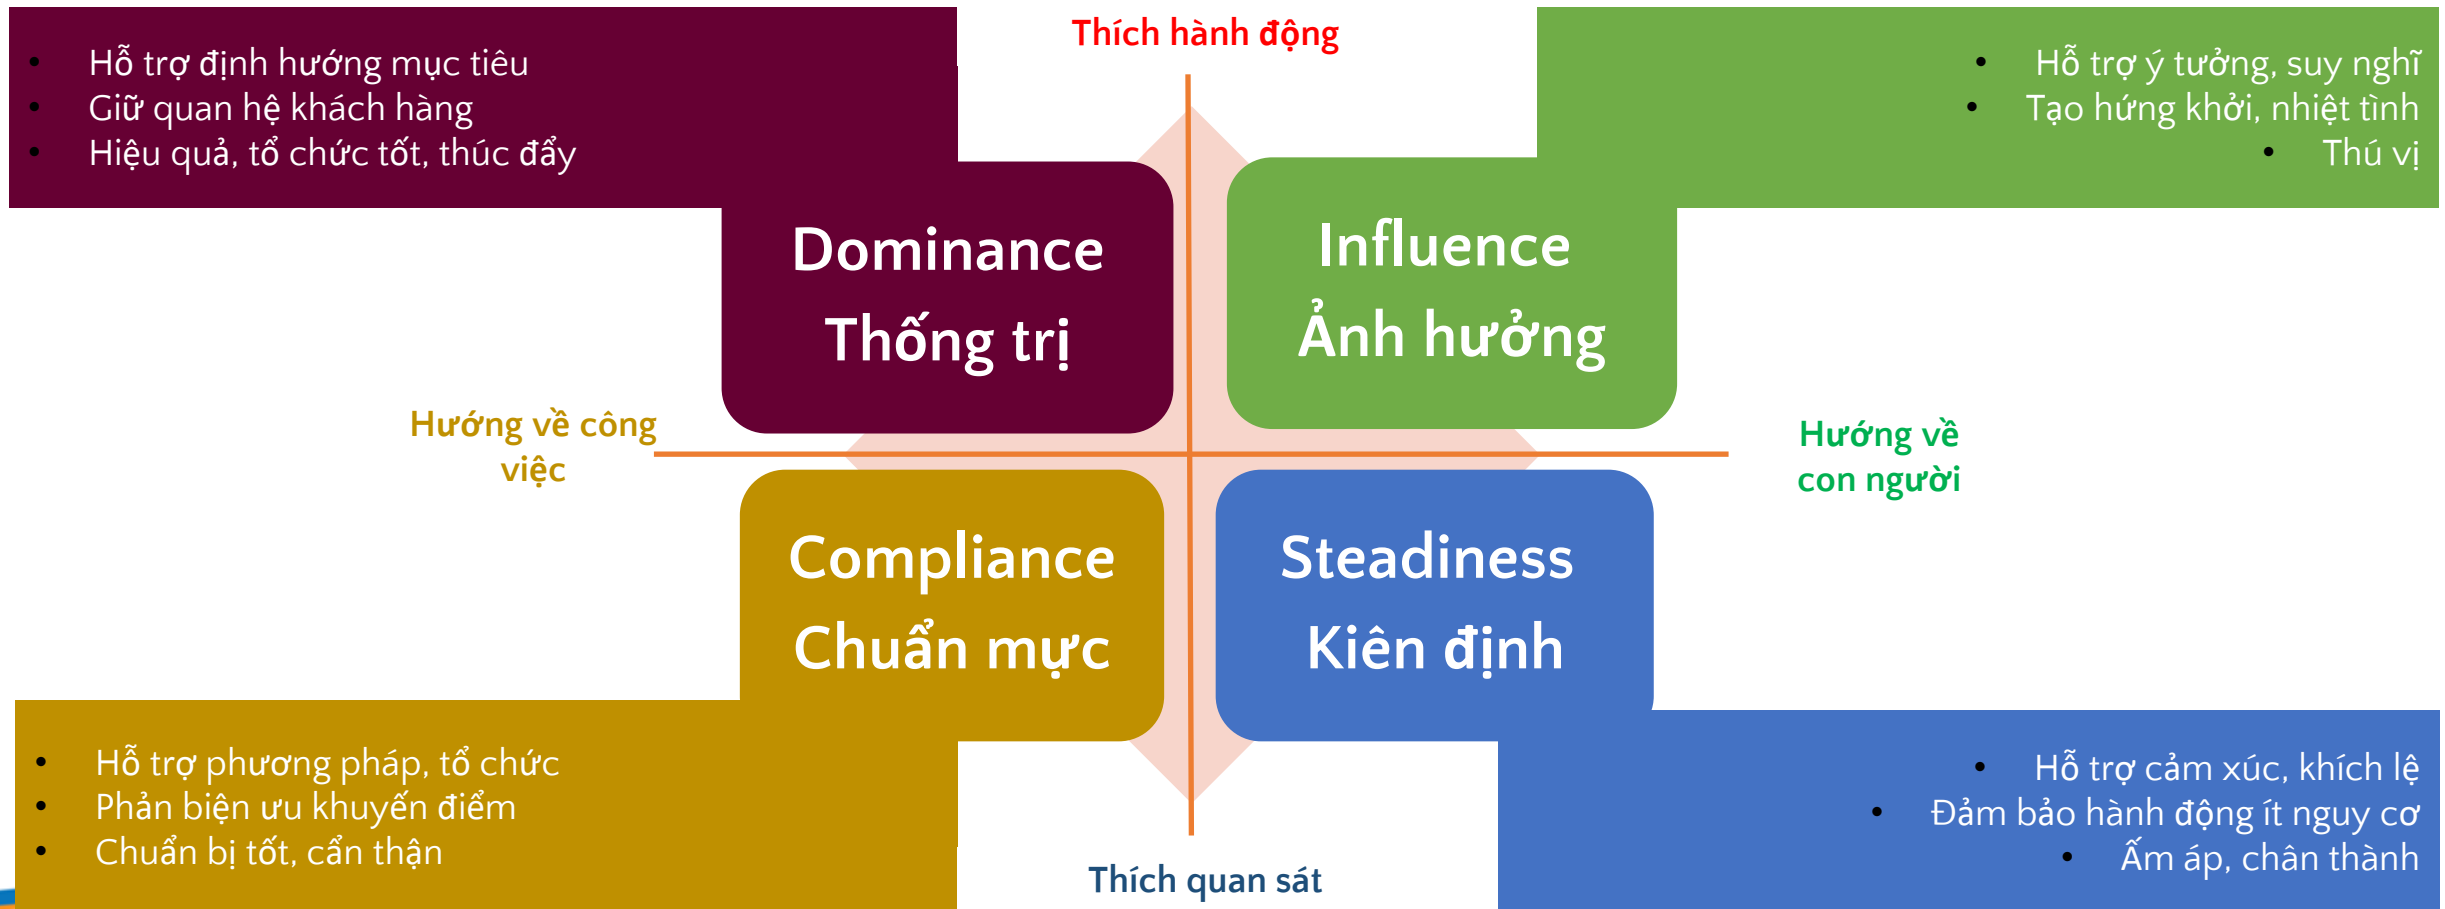 Thích hành động
• Hỗ trợ định hướng mục tiêu
• Giữ quan hệ khách hàng
• Hiệu quả, tổ chức tốt, thúc đẩy
• Hỗ trợ ý tưởng, suy nghĩ
• Tạo hứng khởi, nhiệt tình
• Thú vị
Dominance
Thống trị
Influence
Ảnh hưởng
Hướng về công
việc
Hướng về
con người
Compliance
Chuẩn mực
Steadiness
Kiên định
• Hỗ trợ phương pháp, tổ chức
• Phản biện ưu khuyến điểm
• Chuẩn bị tốt, cẩn thận
• Hỗ trợ cảm xúc, khích lệ
• Đảm bảo hành động ít nguy cơ
• Ấm áp, chân thành
Thích quan sát